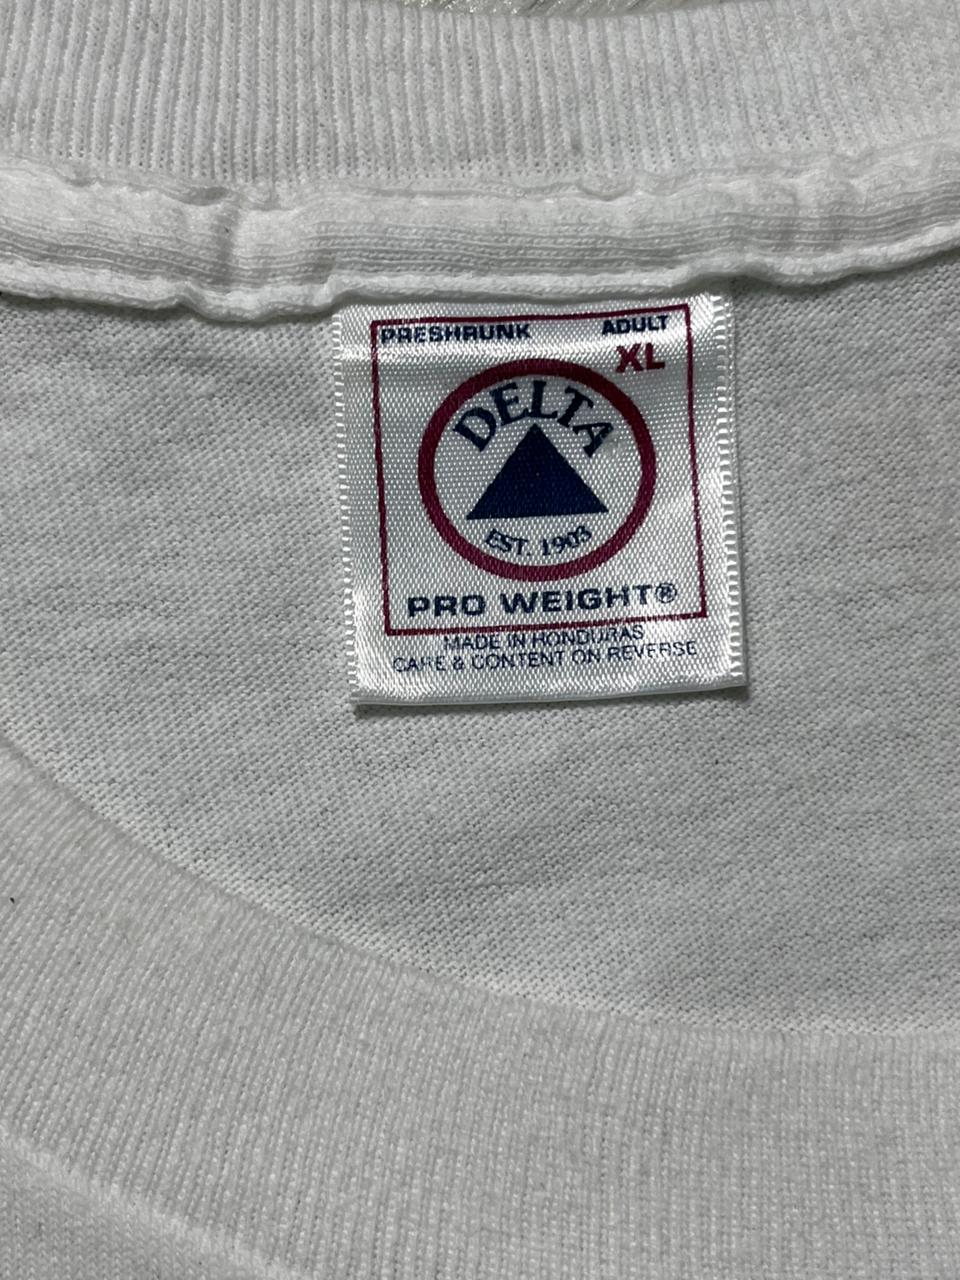 PRESHRUNK ADULT
XL
DELTA
EST. 1903
PRO WEIGHT®
MADE IN HONDURAS
CARE & CONTENT ON REVERSE